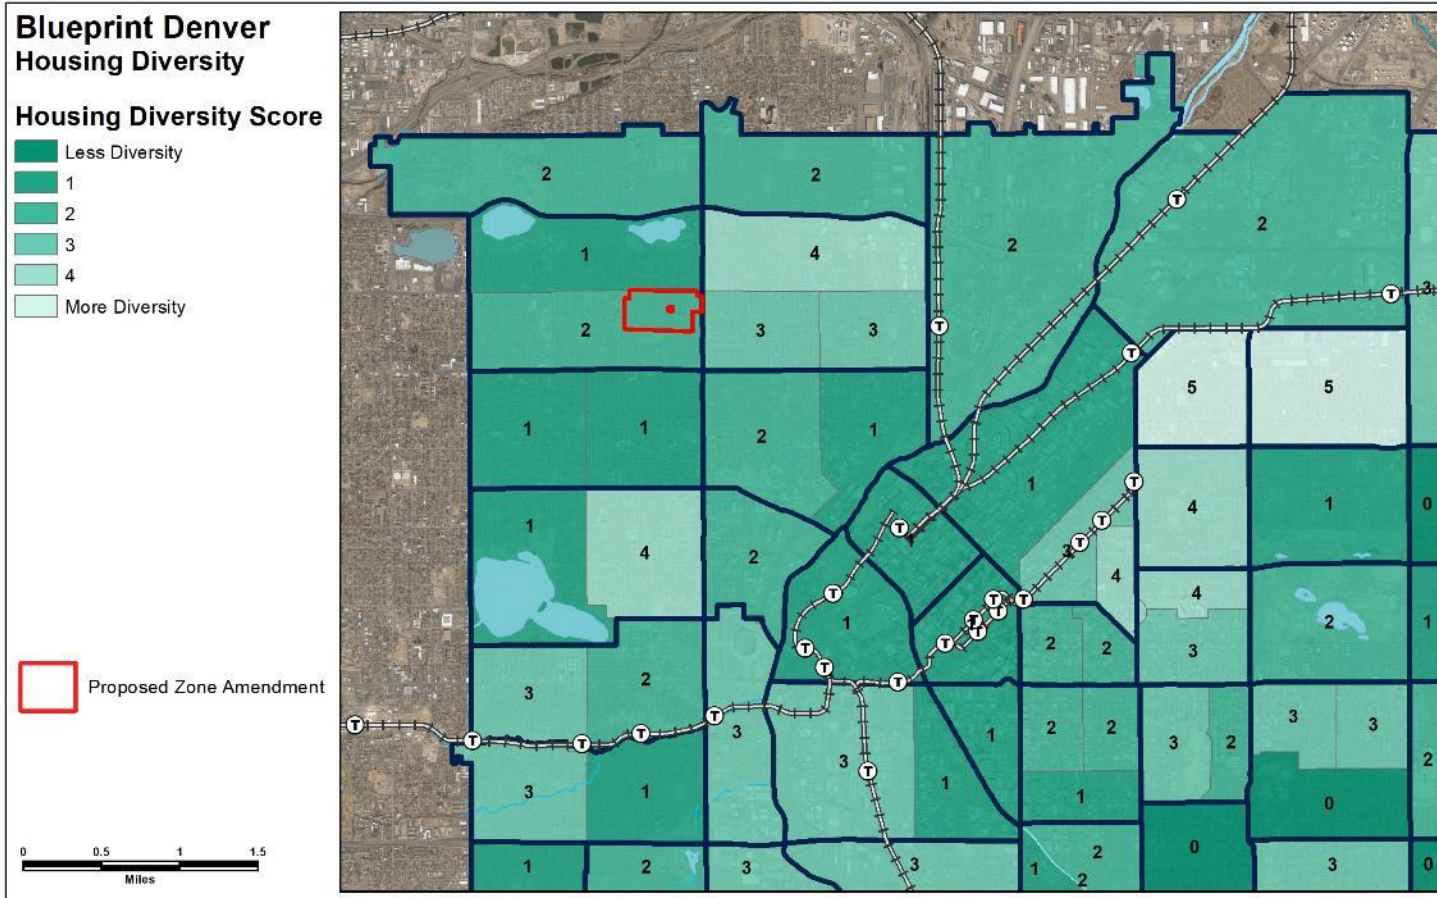 Blueprint Denver
Housing Diversity
Housing Diversity Score
Less Diversity
1
2
3
4
More Diversity
Proposed Zone Amendment
0 0.5 1 1.5
Miles
2 2
1 4 2 2
3
2 3 3
T T T T
5 5
1 1 2 1
1
T
1 4 1 0
T T T
1 4 2 3 4
4
T T T T
1 2 2 2 3 2 1
T T T T T T
3 2
T T T T T T
3 3 1 2 2 3 2 3 3
2
T
3 1 1 1 0
1 2 3 3 1 2 2 0 3 0